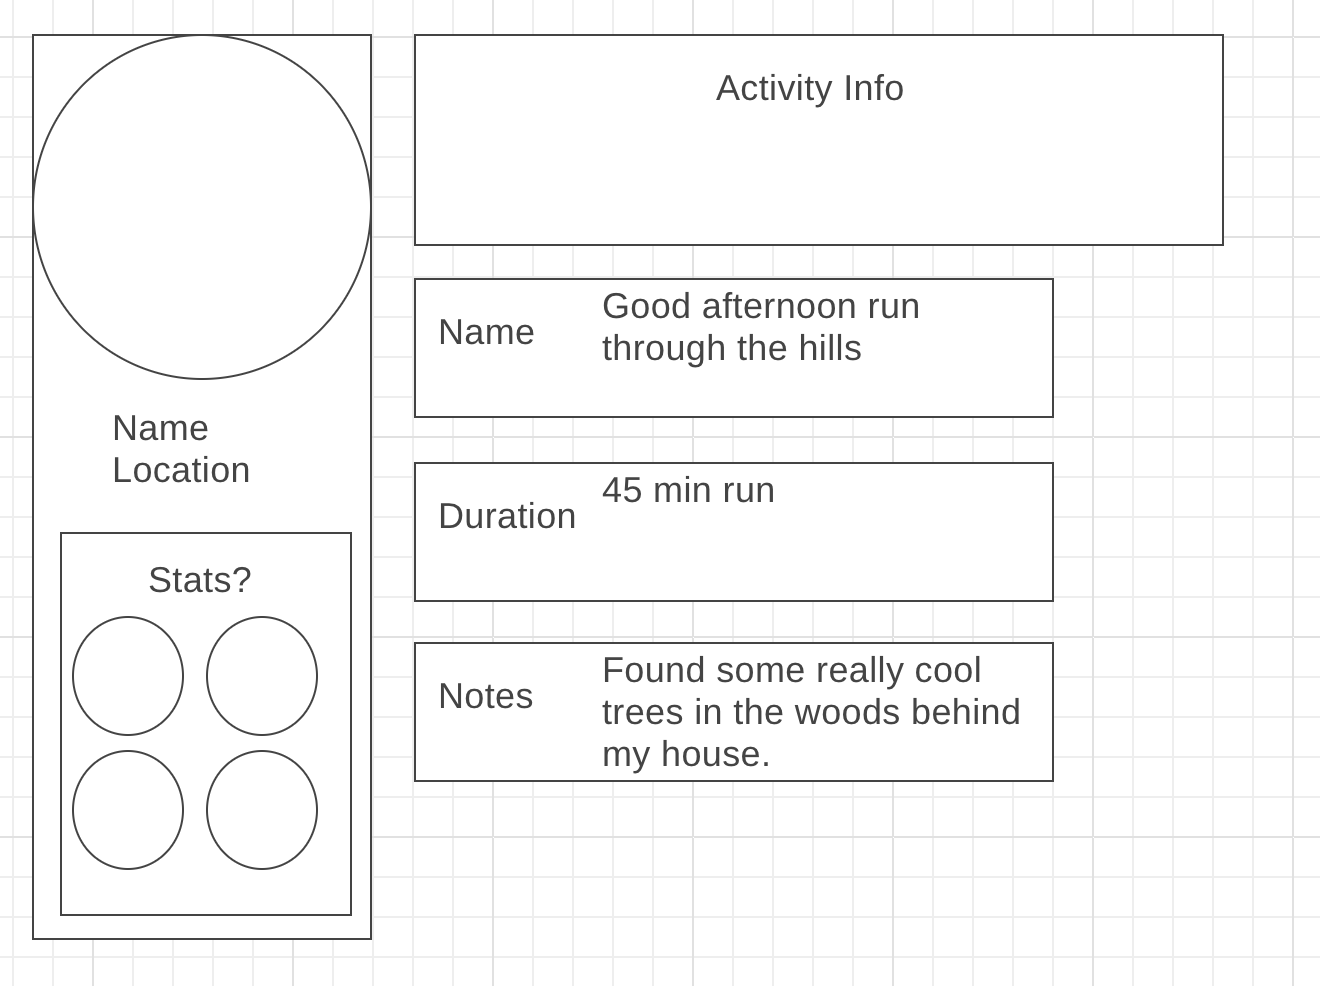 Name
Location
Stats?
Activity Info
Name
Good afternoon run
through the hills
Duration
45 min run
Notes
Found some really cool
trees in the woods behind
my house.